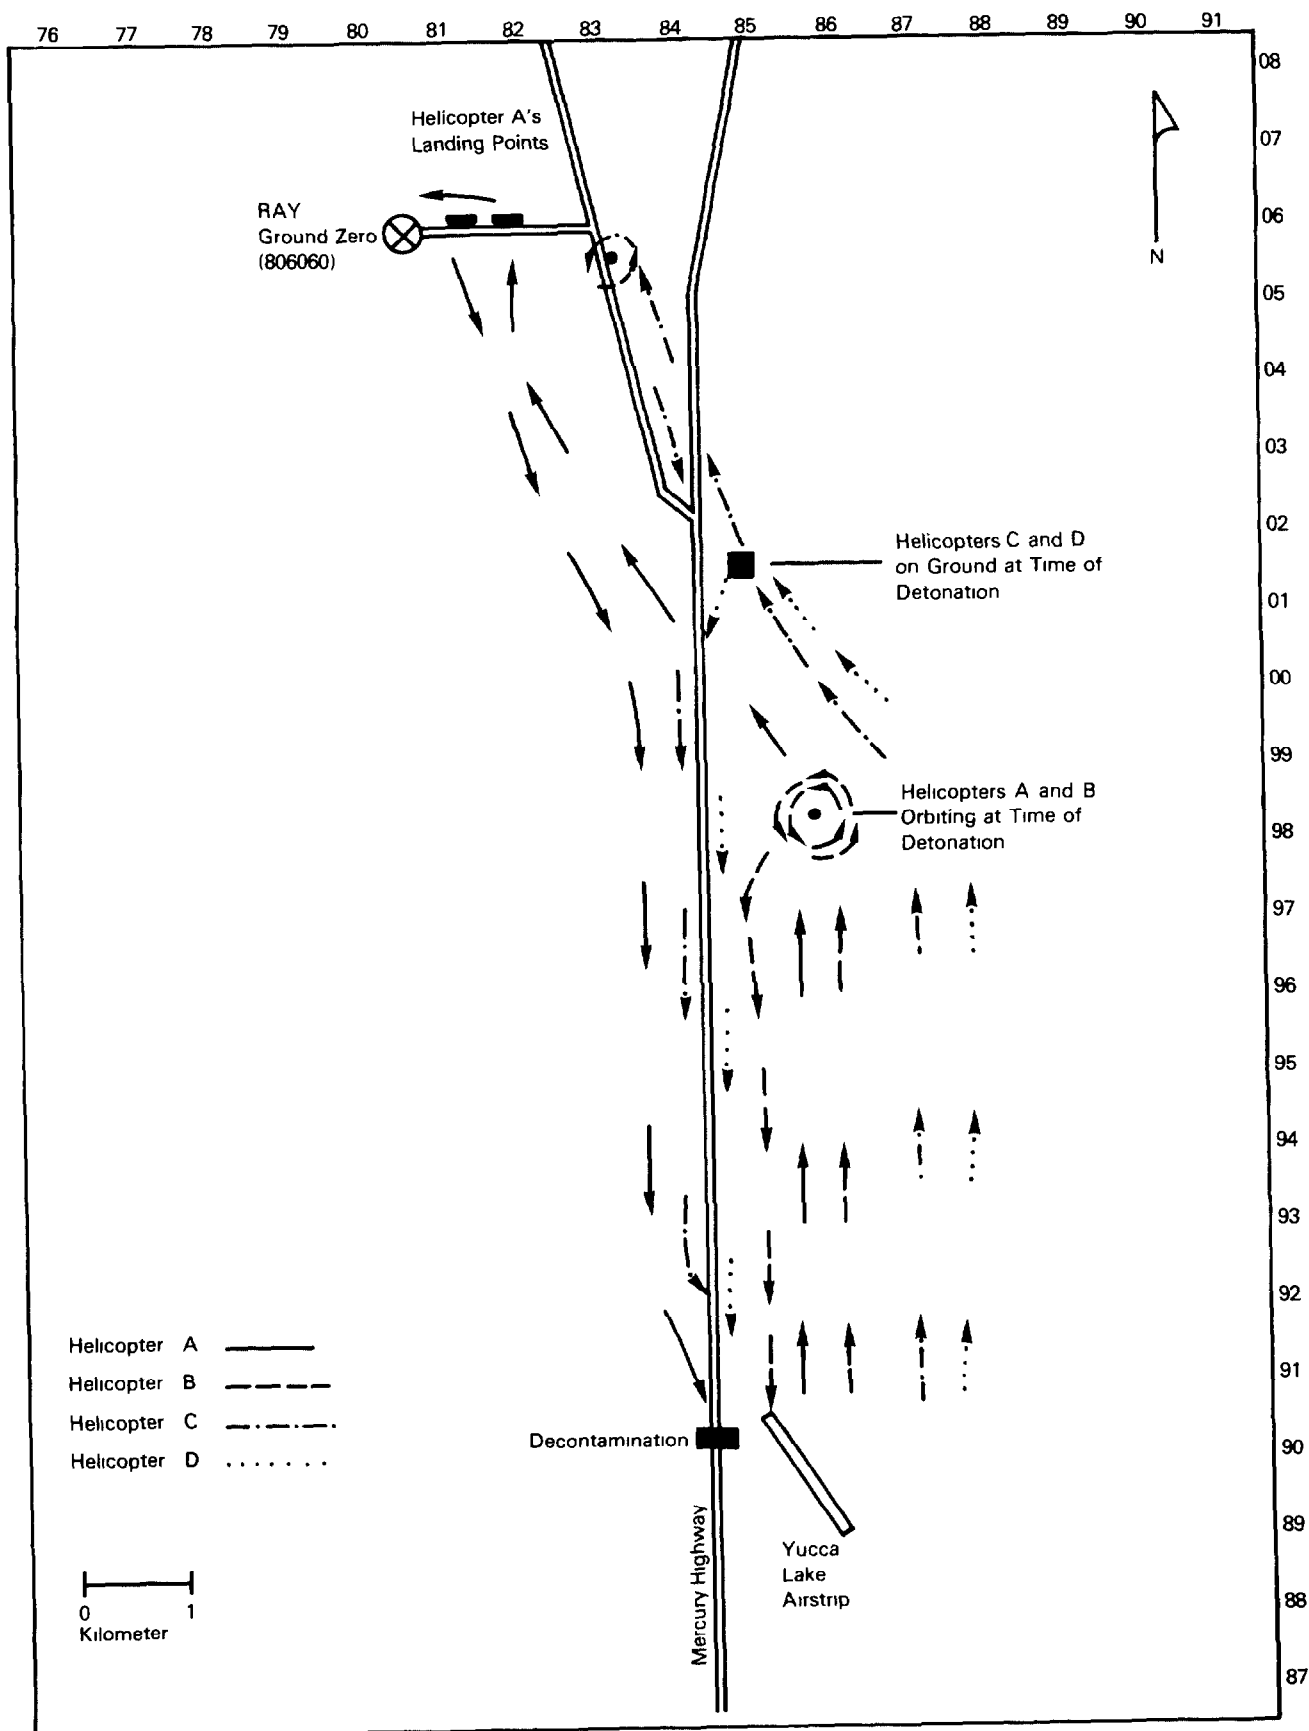 76 77 78 79 80 81 82 83 84 85 86 87 88 89 90 91
08
Helicopter A's
Landing Points
07
RAY
Ground Zero
(806060)
06
N
05
04
03
02
Helicopters C and D
on Ground at Time of
Detonation
01
00
99
Helicopters A and B
Orbiting at Time of
Detonation
98
97
96
95
94
93
92
Helicopter A
Helicopter B
Helicopter C
Helicopter D
91
Decontamination
90
89
Mercury Highway
Yucca
Lake
Airstrip
88
0 1
Kilometer
87